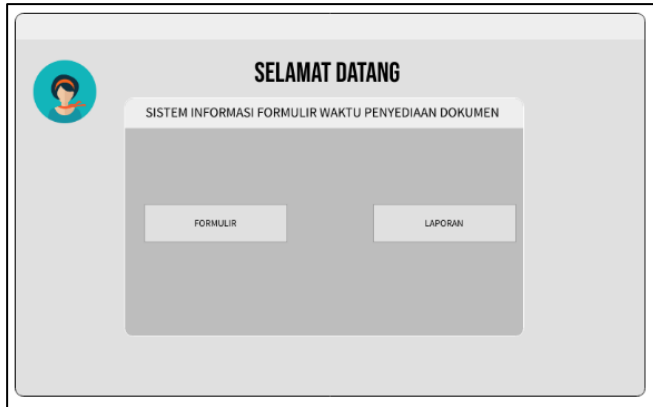 SELAMAT DATANG
SISTEM INFORMASI FORMULIR WAKTU PENYEDIAAN DOKUMEN
FORMULIR
LAPORAN